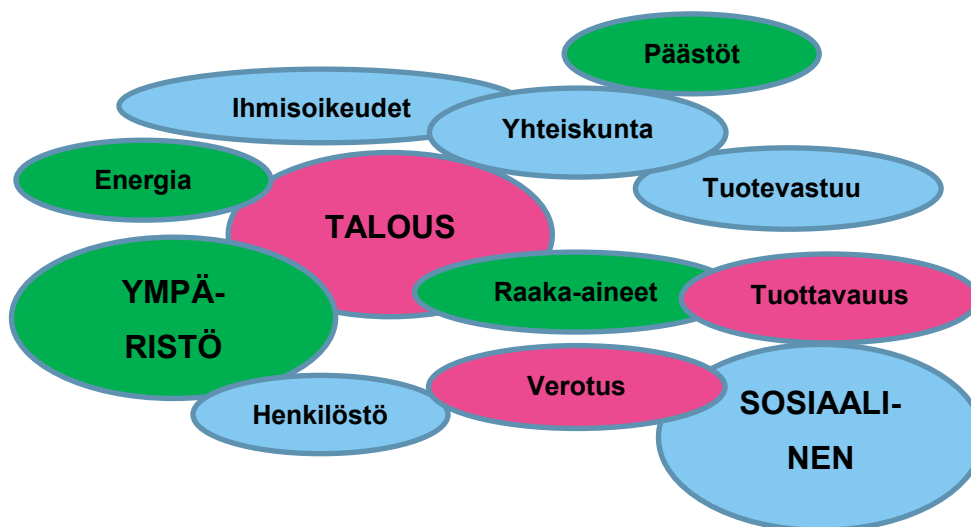 Päästöt
Ihmisoikeudet
Yhteiskunta
Energia
Tuotevastuu
TALOUS
YMPÄ-
RISTÖ
Raaka-aineet
Tuottavauus
Verotus
Henkilöstö
SOSIAALI-
NEN